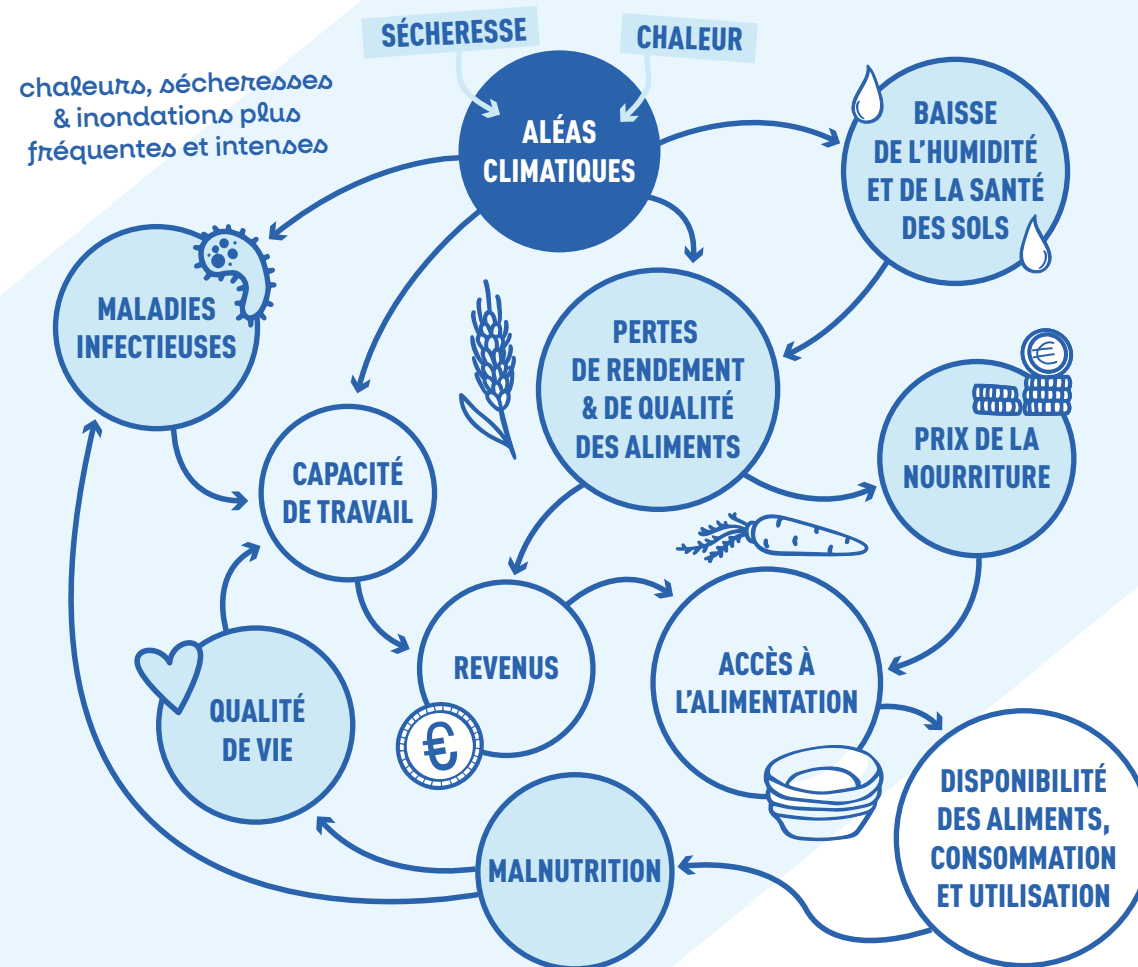 SÉCHERESSE
CHALEUR
chaleurs, sécheresses
& inondations plus
fréquentes et intenses
ALÉAS
CLIMATIQUES
BAISSE
DE L'HUMIDITÉ
ET DE LA SANTÉ
DES SOLS
MALADIES
INFECTIEUSES
PERTES
DE RENDEMENT
& DE QUALITÉ
DES ALIMENTS
PRIX DE LA
NOURRITURE
CAPACITÉ
DE TRAVAIL
REVENUS
€
ACCÈS À
L'ALIMENTATION
QUALITÉ
DE VIE
DISPONIBILITÉ
DES ALIMENTS,
CONSOMMATION
ET UTILISATION
MALNUTRITION